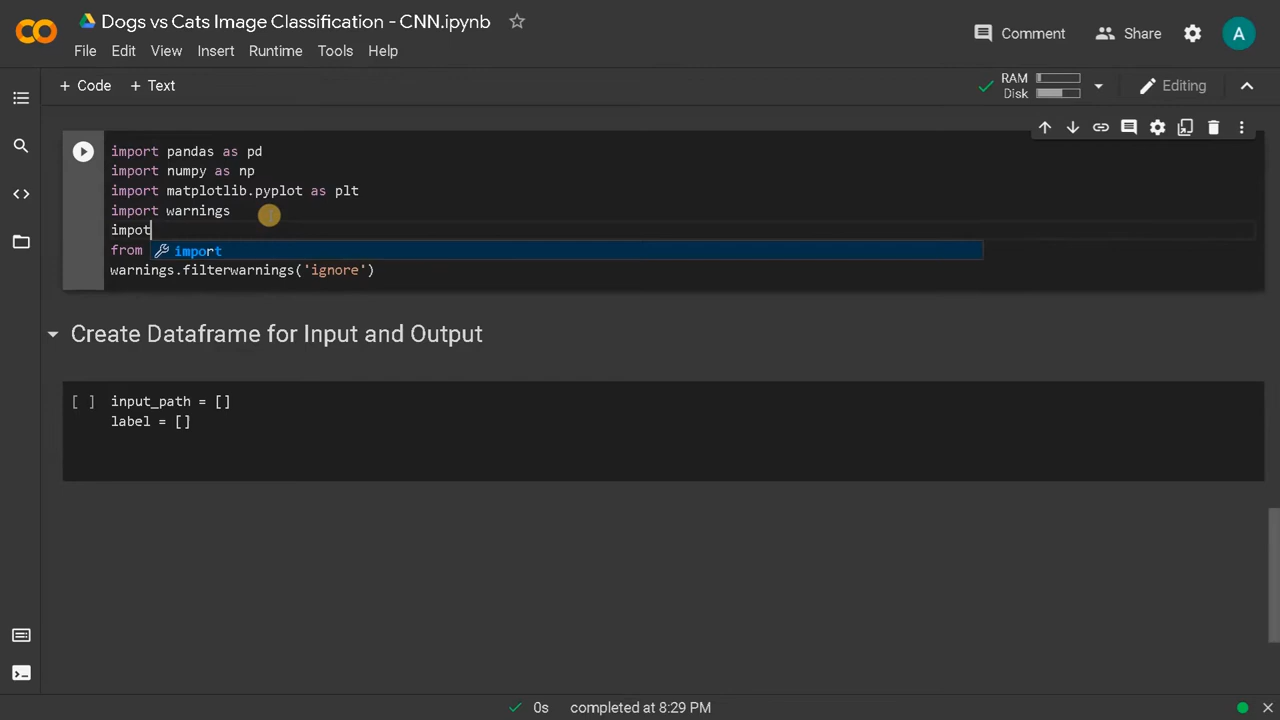 Dogs vs Cats Image Classification - CNN.ipynb
File Edit View Insert Runtime Tools Help
Comment Share A
+ Code + Text
RAM
Disk
Editing
import pandas as pd
import numpy as np
import matplotlib.pyplot as plt
import warnings
impot
from import
warnings.filterwarnings('ignore')
Create Dataframe for Input and Output
[ ] input_path = []
label = []
0s completed at 8:29 PM